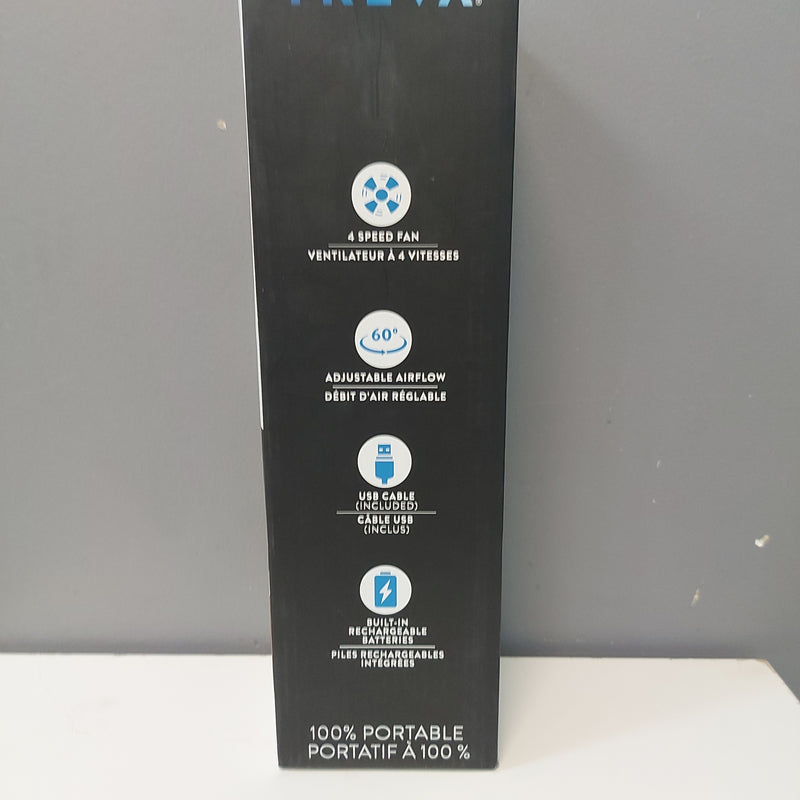 TREVA®
4 SPEED FAN
VENTILATEUR À 4 VITESSES
60°
ADJUSTABLE AIRFLOW
DÉBIT D'AIR RÉGLABLE
USB CABLE
(INCLUDED)
CÂBLE USB
(INCLUS)
BUILT-IN
RECHARGEABLE
BATTERIES
PILES RECHARGEABLES
INTÉGRÉES
100% PORTABLE
PORTATIF À 100 %